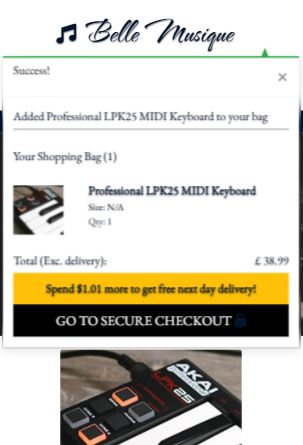 Belle Musique
Success!
×
Added Professional LPK25 MIDI Keyboard to your bag
Your Shopping Bag (1)
Professional LPK25 MIDI Keyboard
Size: N/A
Qty: 1
Total (Exc. delivery): £ 38.99
Spend $1.01 more to get free next day delivery!
GO TO SECURE CHECKOUT
AKAI
LPK25